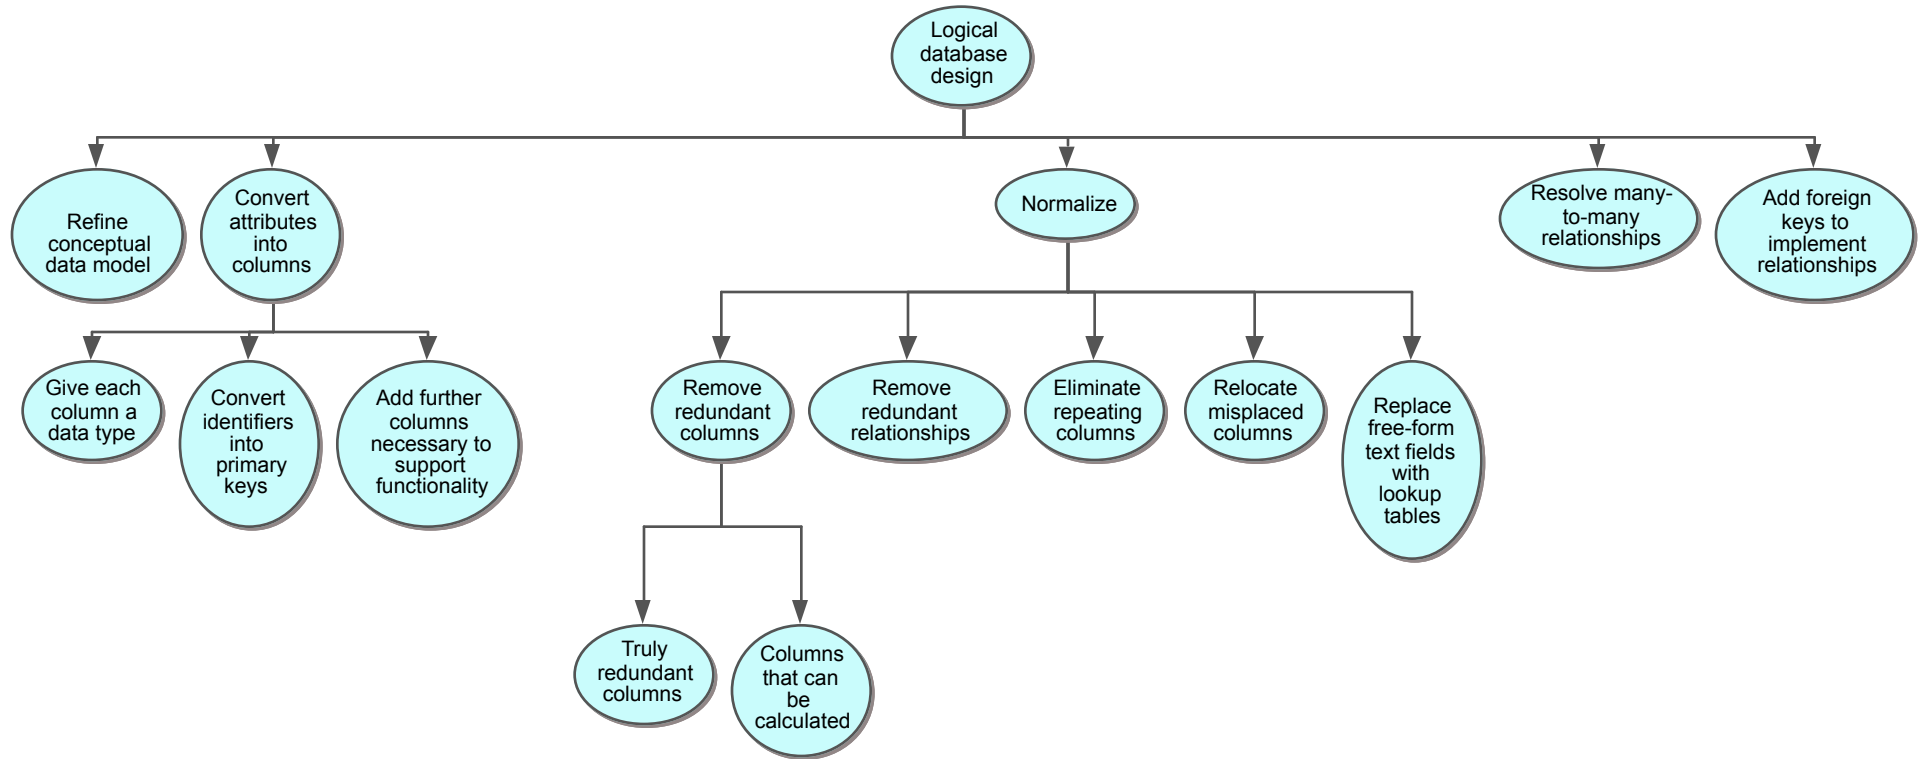 Logical
database
design
Refine
conceptual
data model
Convert
attributes
into
columns
Normalize
Resolve many-
to-many
relationships
Add foreign
keys to
implement
relationships
Give each
column a
data type
Convert
identifiers
into
primary
keys
Add further
columns
necessary to
support
functionality
Remove
redundant
columns
Remove
redundant
relationships
Eliminate
repeating
columns
Relocate
misplaced
columns
Replace
free-form
text fields
with
lookup
tables
Truly
redundant
columns
Columns
that can
be
calculated